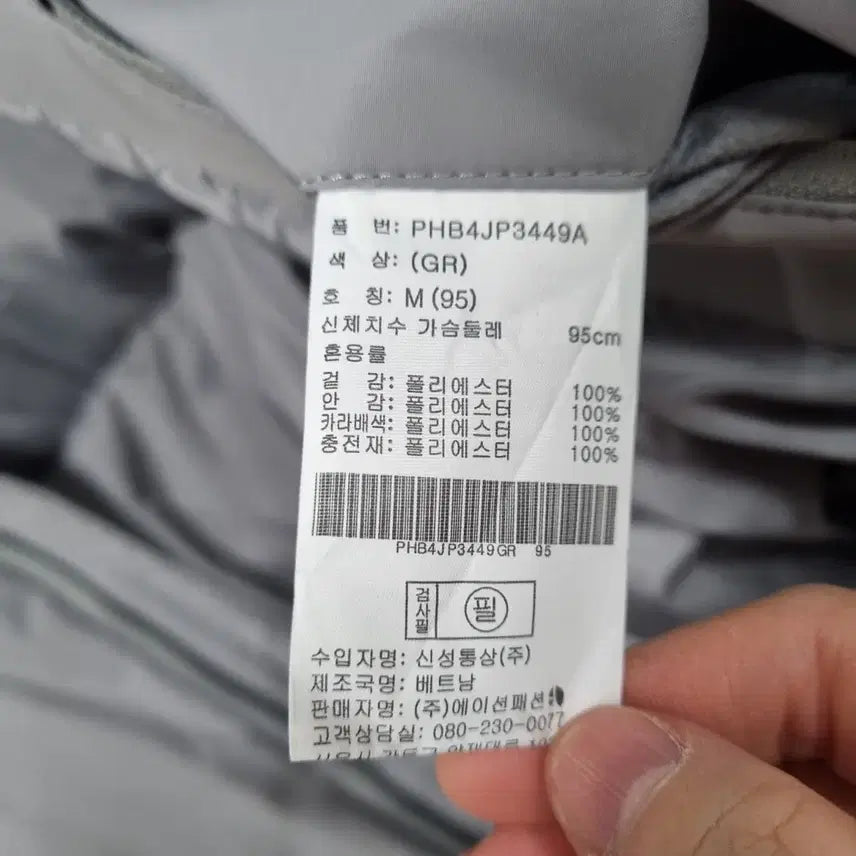 품 번: PHB4JP3449A
색 상: (GR)
호 칭: M (95)
신체치수 가슴둘레 95cm
혼용률
겉 감: 폴리에스터 100%
안 감: 폴리에스터 100%
카라배색: 폴리에스터 100%
충전재: 폴리에스터 100%
PHB4JP3449GR 95
검사필 필
수입자명: 신성통상(주)
제조국명: 베트남
판매자명: (주)에이션패션
고객상담실: 080-230-0077